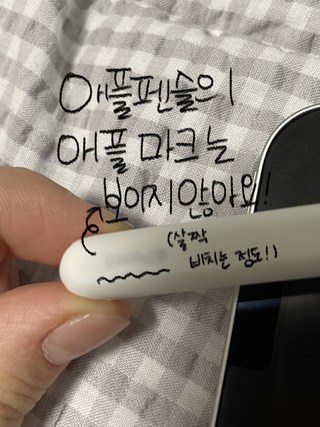 애플펜슬의
애플 마크는
보이지 않아요!
(살짝
비치는 정도!)